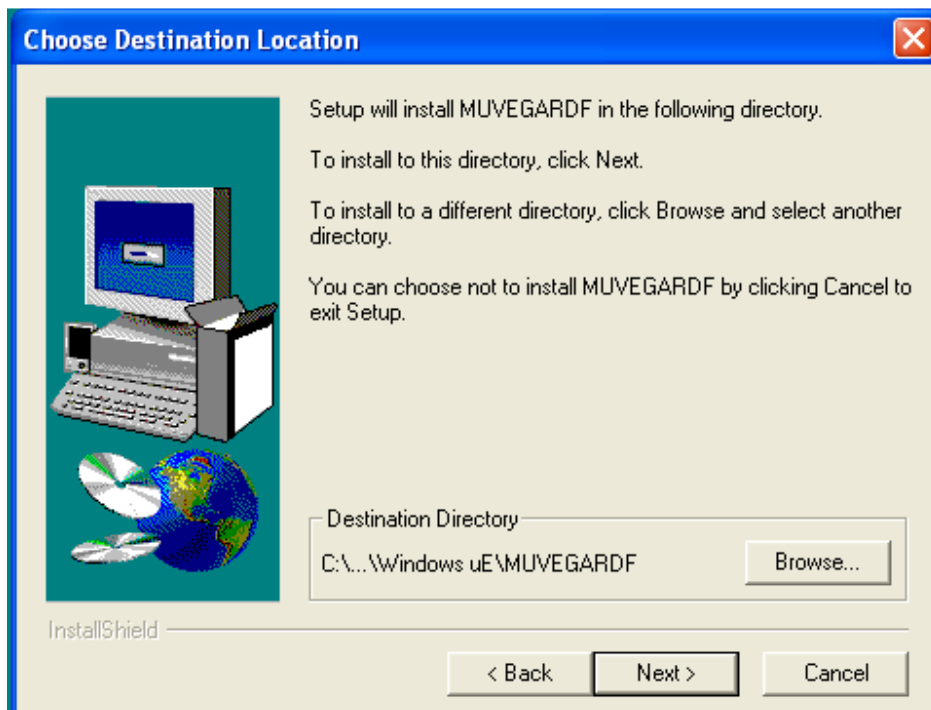 Choose Destination Location
Setup will install MUVEGARDF in the following directory.
To install to this directory, click Next.
To install to a different directory, click Browse and select another
directory.
You can choose not to install MUVEGARDF by clicking Cancel to
exit Setup.
Destination Directory
C:\...\Windows uE\MUVEGARDF
Browse...
InstallShield
< Back
Next >
Cancel